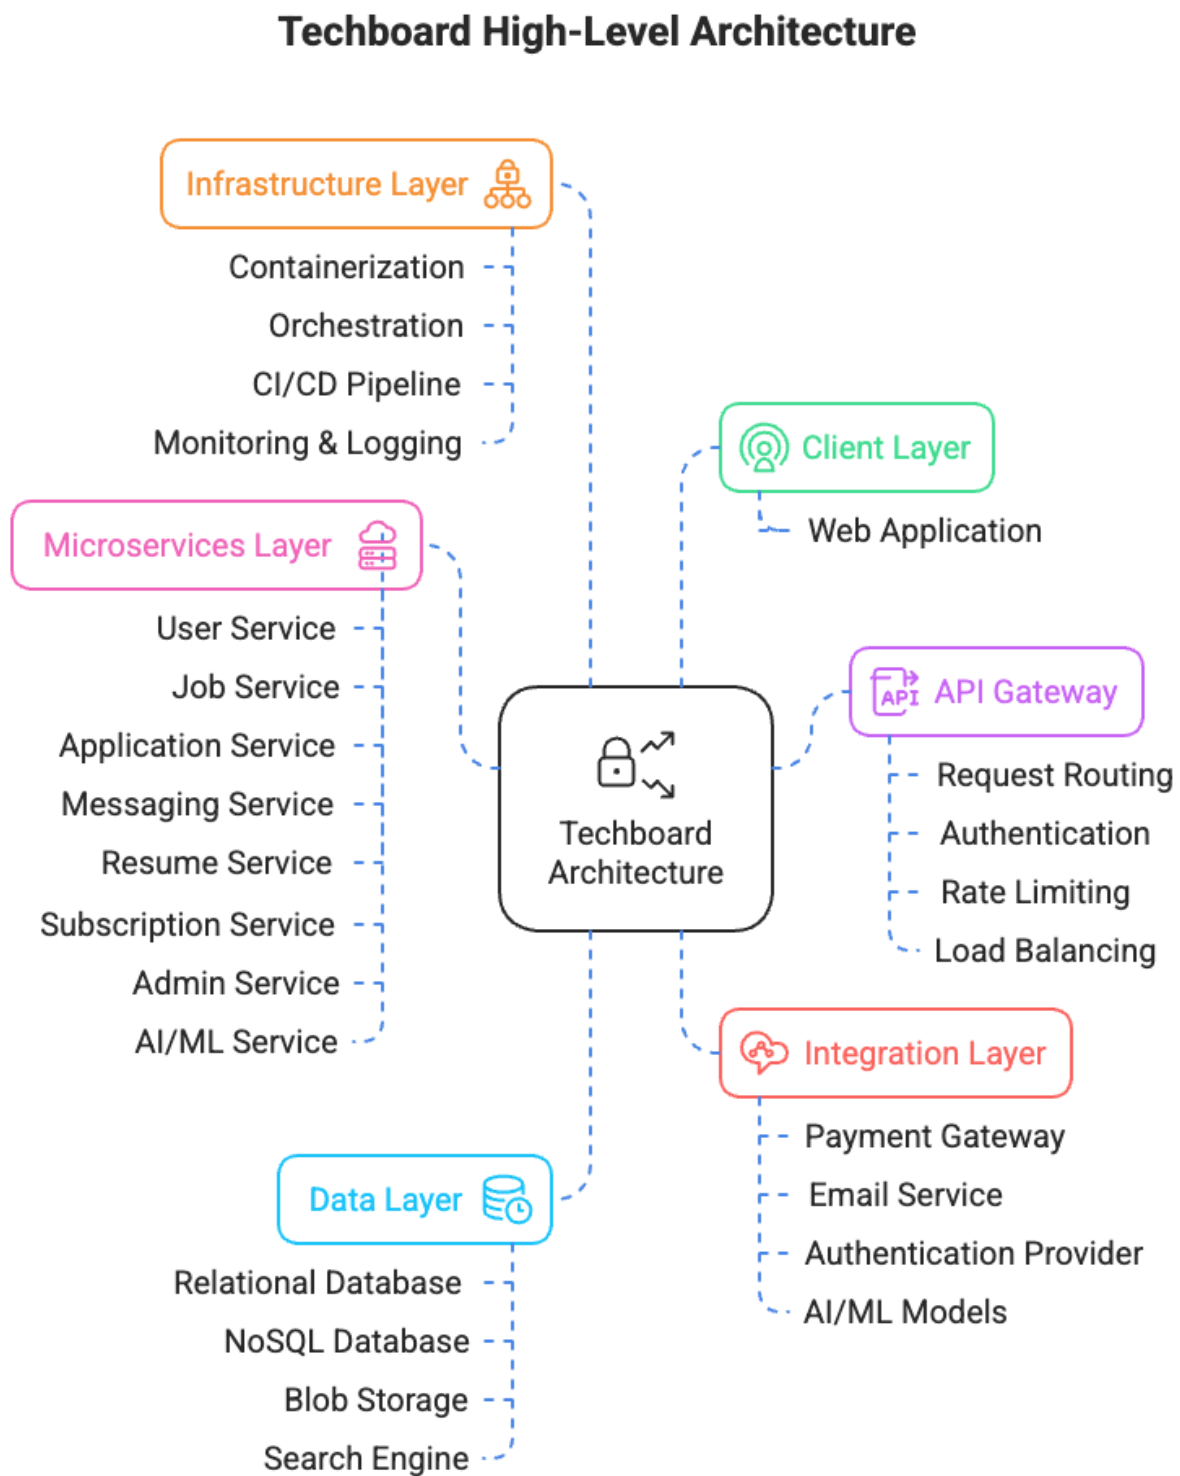 Techboard High-Level Architecture
Infrastructure Layer
Containerization
Orchestration
CI/CD Pipeline
Monitoring & Logging
Client Layer
Web Application
Microservices Layer
User Service
Job Service
Application Service
Messaging Service
Resume Service
Subscription Service
Admin Service
AI/ML Service
Techboard
Architecture
API
API Gateway
Request Routing
Authentication
Rate Limiting
Load Balancing
Integration Layer
Payment Gateway
Email Service
Authentication Provider
AI/ML Models
Data Layer
Relational Database
NoSQL Database
Blob Storage
Search Engine